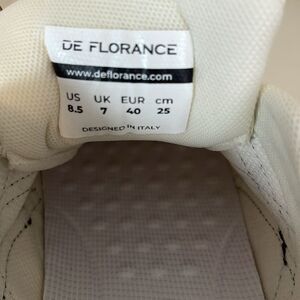 DE FLORANCE
www.deflorance.com
US UK EUR cm
8.5 7 40 25
DESIGNED IN ITALY